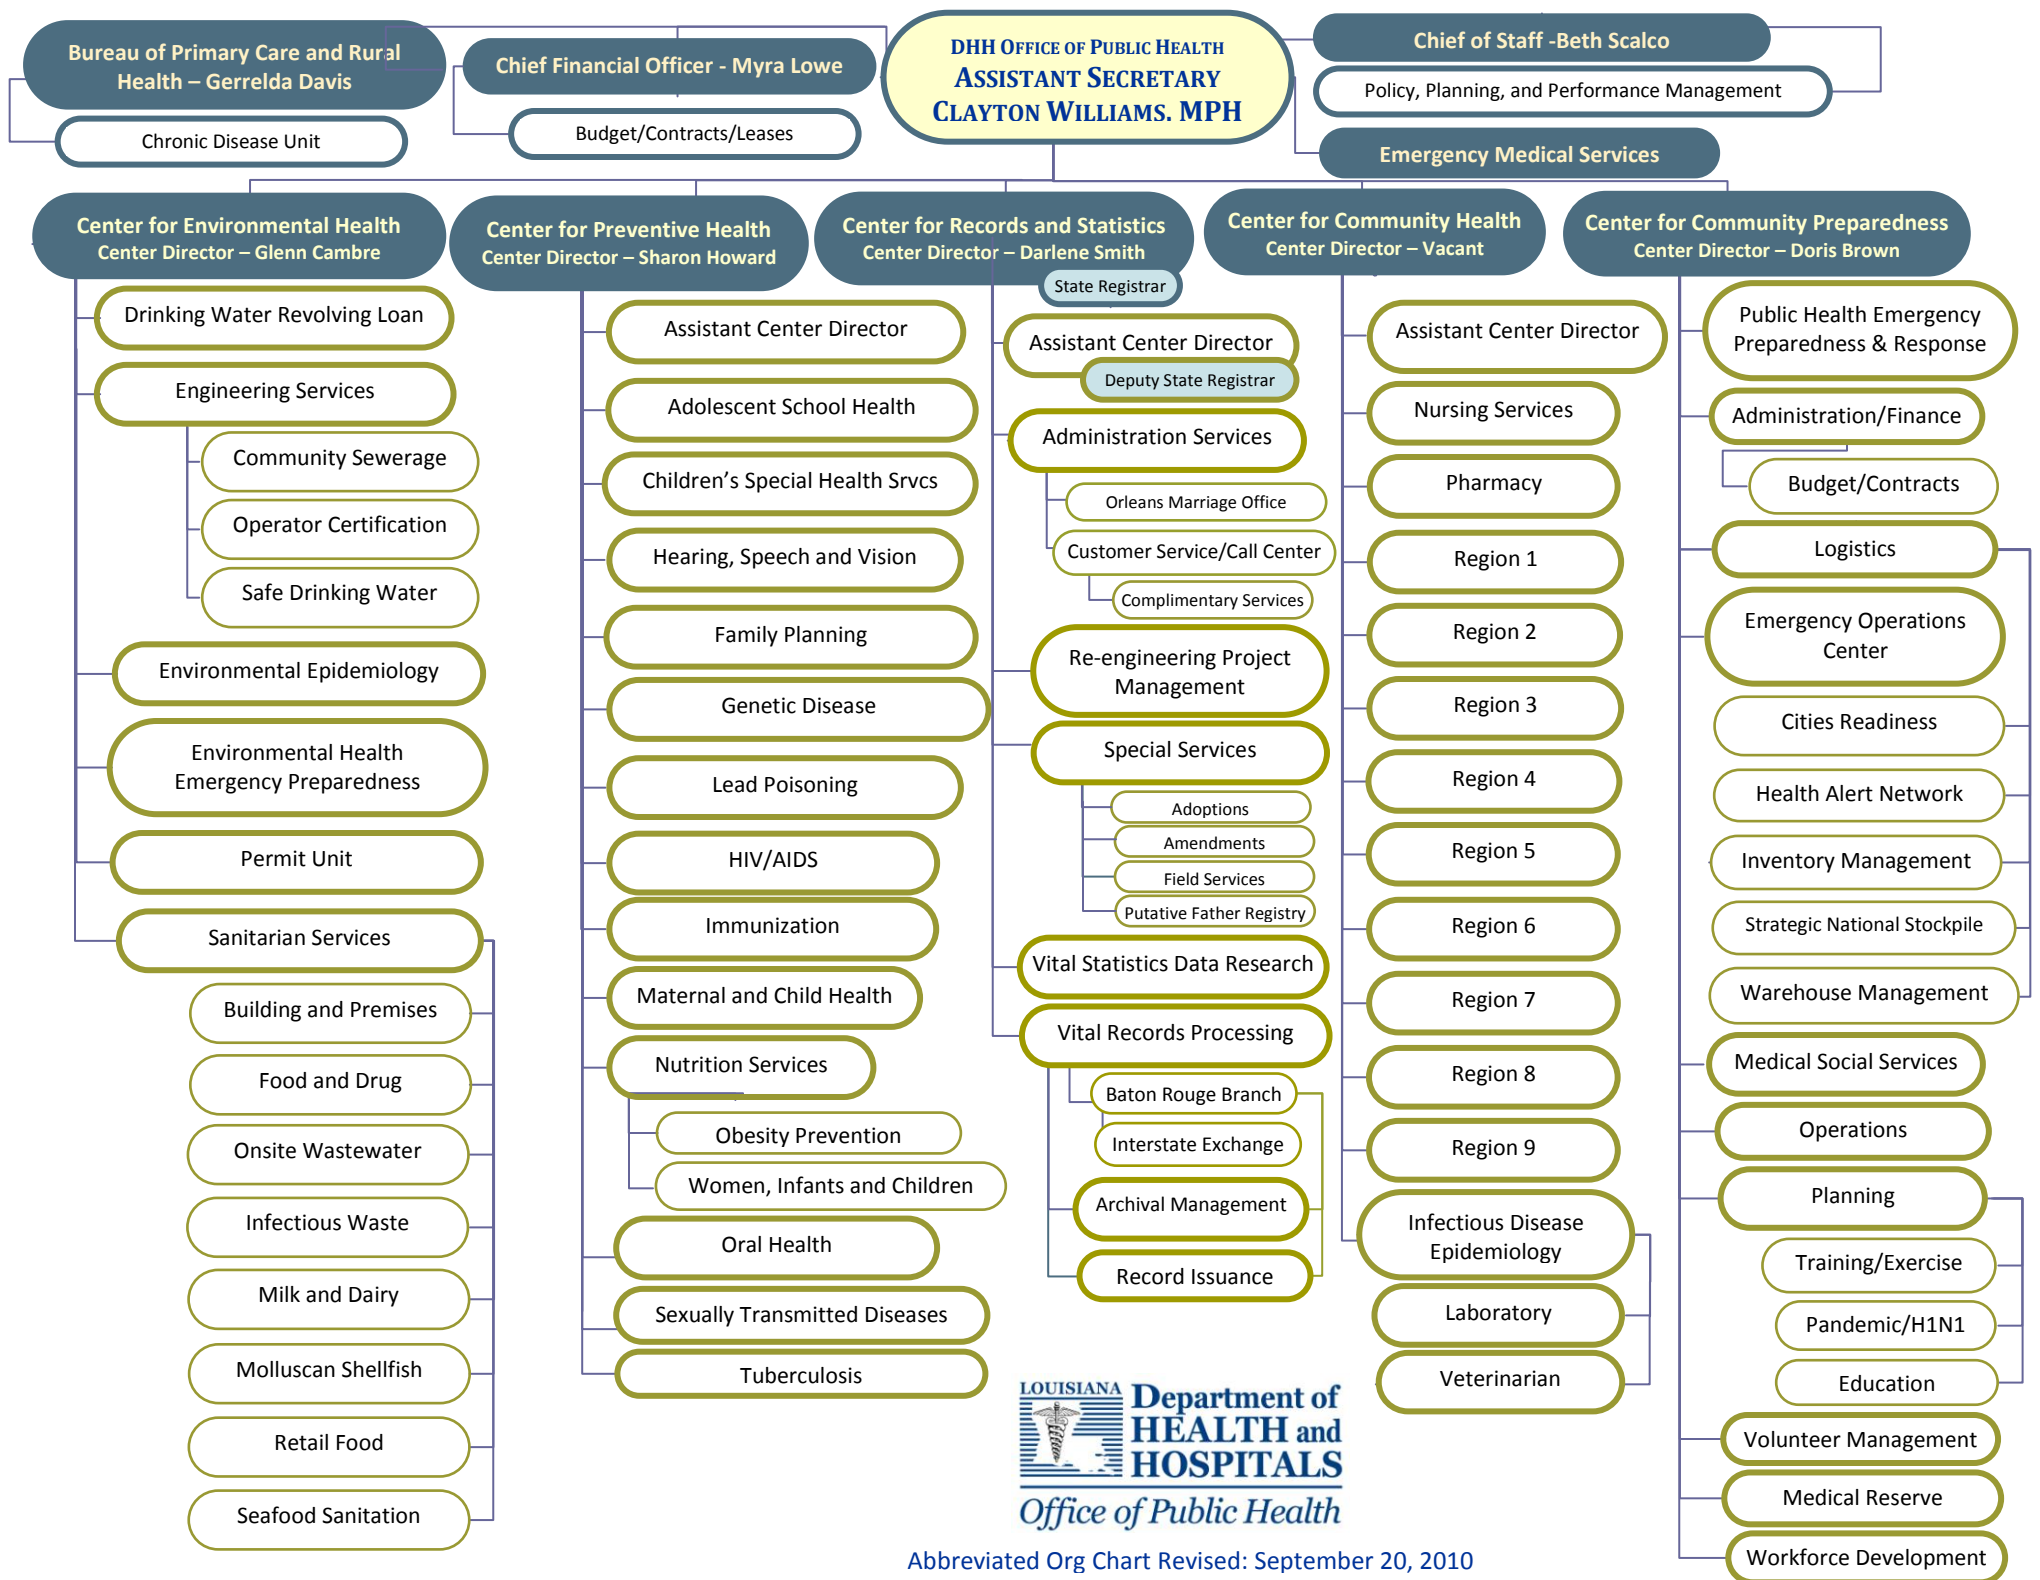 Bureau of Primary Care and Rural
Health – Gerrelda Davis
Chronic Disease Unit
Chief Financial Officer - Myra Lowe
Budget/Contracts/Leases
DHH OFFICE OF PUBLIC HEALTH
ASSISTANT SECRETARY
CLAYTON WILLIAMS. MPH
Chief of Staff -Beth Scalco
Policy, Planning, and Performance Management
Emergency Medical Services
Center for Environmental Health
Center Director – Glenn Cambre
Drinking Water Revolving Loan
Engineering Services
Community Sewerage
Operator Certification
Safe Drinking Water
Environmental Epidemiology
Environmental Health
Emergency Preparedness
Permit Unit
Sanitarian Services
Building and Premises
Food and Drug
Onsite Wastewater
Infectious Waste
Milk and Dairy
Molluscan Shellfish
Retail Food
Seafood Sanitation
Center for Preventive Health
Center Director – Sharon Howard
Assistant Center Director
Adolescent School Health
Children’s Special Health Srvcs
Hearing, Speech and Vision
Family Planning
Genetic Disease
Lead Poisoning
HIV/AIDS
Immunization
Maternal and Child Health
Nutrition Services
Obesity Prevention
Women, Infants and Children
Oral Health
Sexually Transmitted Diseases
Tuberculosis
Center for Records and Statistics
Center Director – Darlene Smith
State Registrar
Assistant Center Director
Deputy State Registrar
Administration Services
Orleans Marriage Office
Customer Service/Call Center
Complimentary Services
Re-engineering Project
Management
Special Services
Adoptions
Amendments
Field Services
Putative Father Registry
Vital Statistics Data Research
Vital Records Processing
Baton Rouge Branch
Interstate Exchange
Archival Management
Record Issuance
Center for Community Health
Center Director – Vacant
Assistant Center Director
Nursing Services
Pharmacy
Region 1
Region 2
Region 3
Region 4
Region 5
Region 6
Region 7
Region 8
Region 9
Infectious Disease
Epidemiology
Laboratory
Veterinarian
Center for Community Preparedness
Center Director – Doris Brown
Public Health Emergency
Preparedness & Response
Administration/Finance
Budget/Contracts
Logistics
Emergency Operations
Center
Cities Readiness
Health Alert Network
Inventory Management
Strategic National Stockpile
Warehouse Management
Medical Social Services
Operations
Planning
Training/Exercise
Pandemic/H1N1
Education
Volunteer Management
Medical Reserve
Workforce Development
LOUISIANA
Department of
HEALTH and
HOSPITALS
Office of Public Health
Abbreviated Org Chart Revised: September 20, 2010